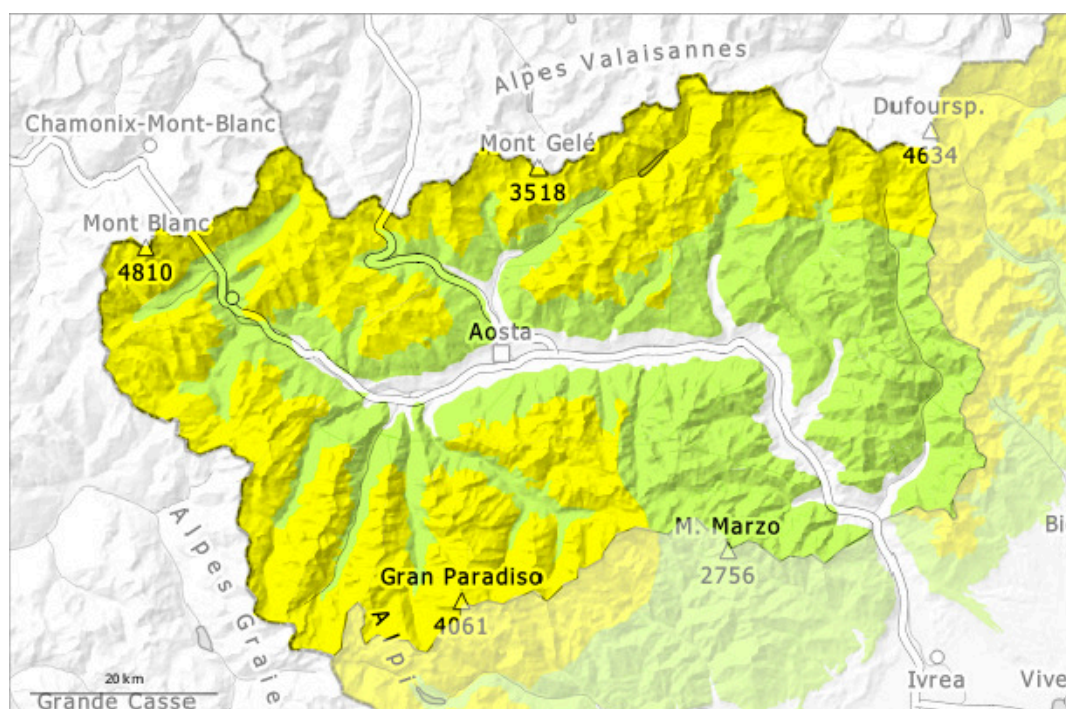 Alpes Valaisannes
Dufoursp.
4634
Chamonix-Mont-Blanc
Mont Gelé
3518
Mont Blanc
4810
Aosta
M. Marzo
2756
Gran Paradiso
4061
Alpes Graie
Alpi
20 km
Grande Casse
Ivrea
Vive
Bi